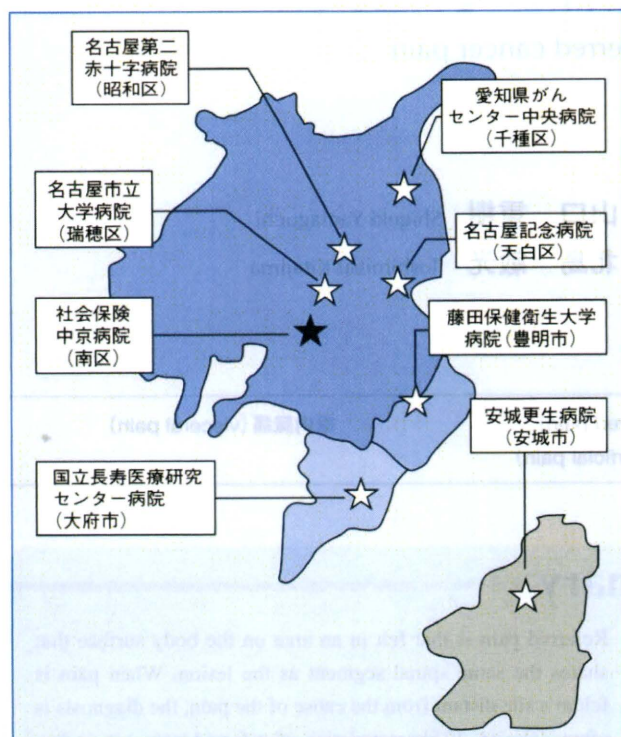 名古屋第二
赤十字病院
(昭和区)
愛知県がん
センター中央病院
(千種区)
名古屋市立
大学病院
(瑞穂区)
名古屋記念病院
(天白区)
社会保険
中京病院
(南区)
藤田保健衛生大学
病院(豊明市)
安城更生病院
(安城市)
国立長寿医療研究
センター病院
(大府市)